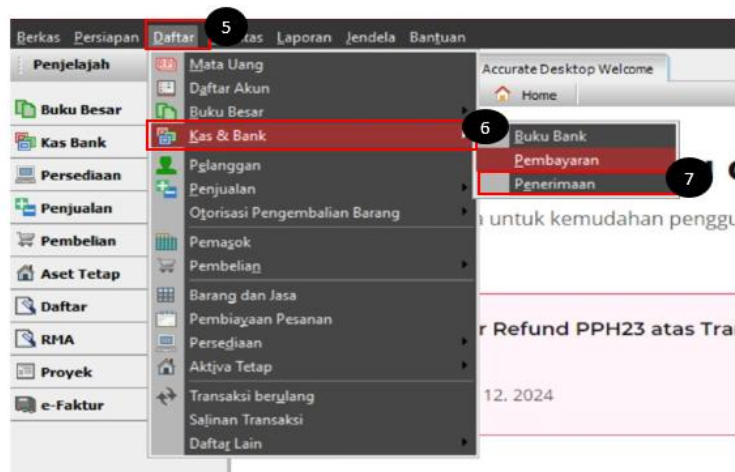 5
Berkas Persiapan Daftar tas Laporan Jendela Bantuan
Penjelajah
Buku Besar
Kas Bank
Persediaan
Penjualan
Pembelian
Aset Tetap
Daftar
RMA
Proyek
e-Faktur
Mata Uang
Daftar Akun
Buku Besar
Kas & Bank
Pelanggan
Penjualan
Otorisasi Pengembalian Barang
Pemasok
Pembelian
Barang dan Jasa
Pembiayaan Pesanan
Persediaan
Aktiva Tetap
Transaksi berulang
Salinan Transaksi
Daftar Lain
Accurate Desktop Welcome
Home
6
Buku Bank
Pembayaran
Penerimaan
7
untuk kemudahan penggu
r Refund PPH23 atas Tra
12, 2024